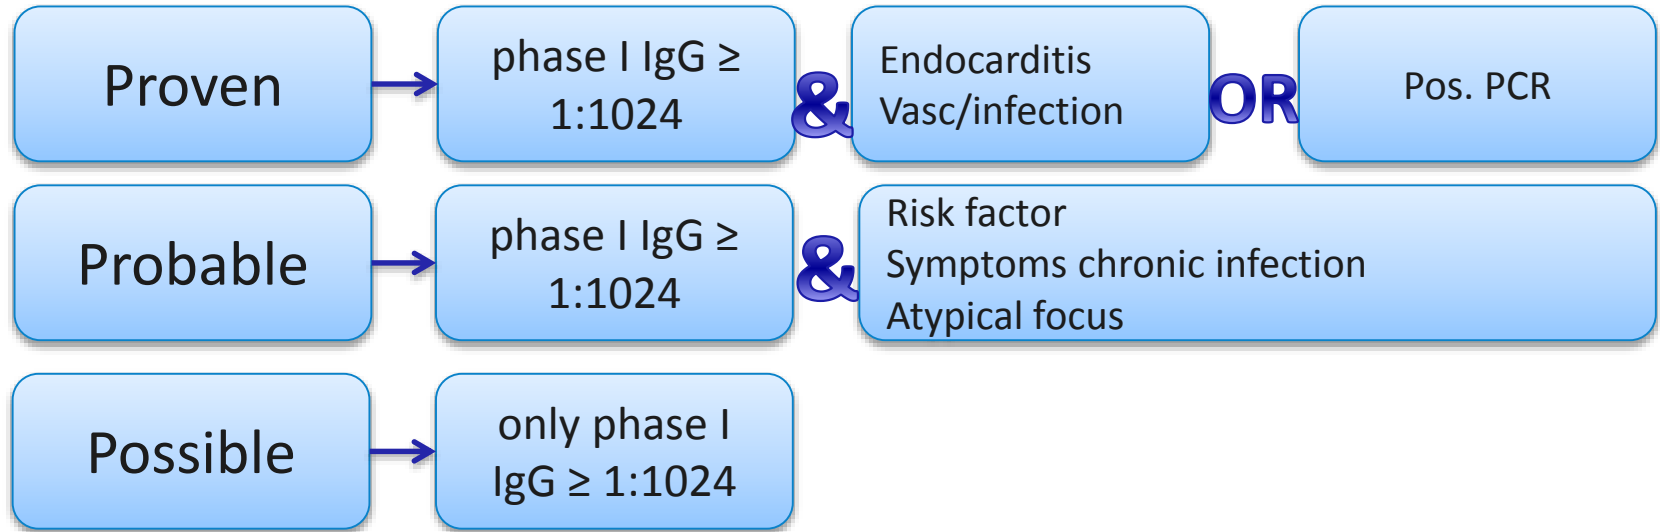 Proven
phase I IgG ≥
1:1024
&
Endocarditis
Vasc/infection
OR
Pos. PCR
Probable
phase I IgG ≥
1:1024
&
Risk factor
Symptoms chronic infection
Atypical focus
Possible
only phase I
IgG ≥ 1:1024